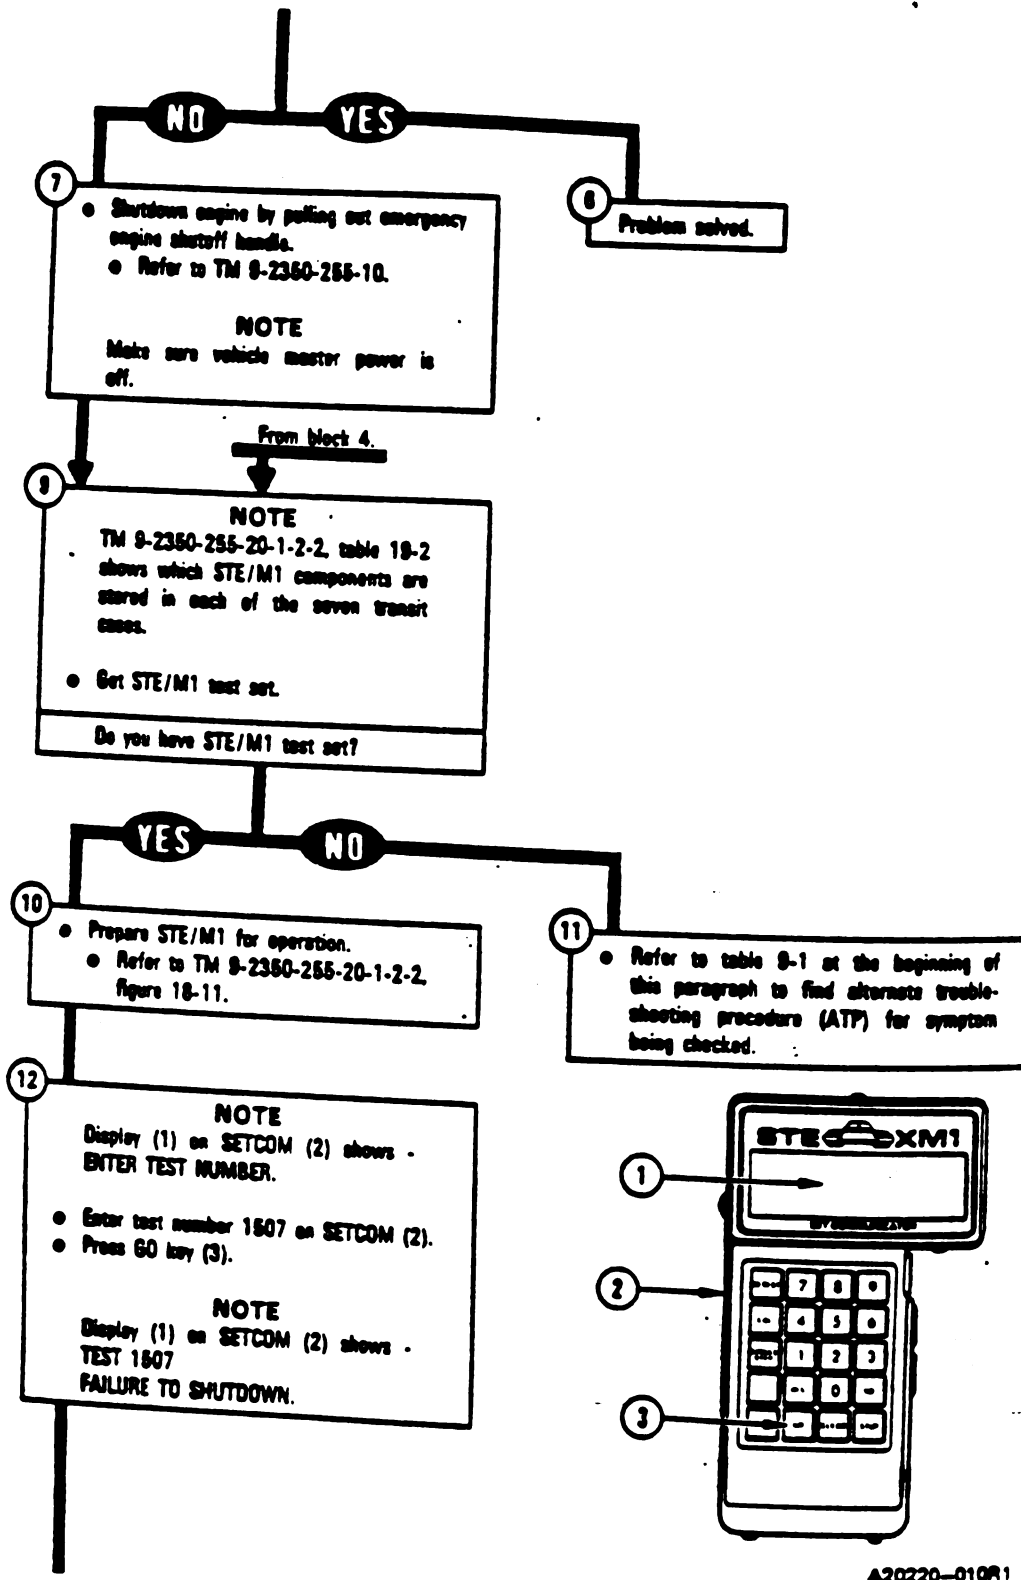 NO YES
7
● Shutdown engine by pulling out emergency
engine shutoff handle.
● Refer to TM 9-2350-255-10.
NOTE
Make sure vehicle master power is
off.
Problem solved.
From block 4.
9
NOTE
TM 9-2350-255-20-1-2-2, table 19-2
shows which STE/M1 components are
stored in each of the seven transit
cases.
● Get STE/M1 test set.
Do you have STE/M1 test set?
YES NO
10
● Prepare STE/M1 for operation.
● Refer to TM 9-2350-255-20-1-2-2,
figure 18-11.
11
● Refer to table 9-1 at the beginning of
this paragraph to find alternate trouble-
shooting procedure (ATP) for symptom
being checked.
12
NOTE
Display (1) on SETCOM (2) shows -
ENTER TEST NUMBER.
● Enter test number 1507 on SETCOM (2).
● Press GO key (3).
NOTE
Display (1) on SETCOM (2) shows -
TEST 1507
FAILURE TO SHUTDOWN.
STE XM1
1
2
7 8 9
4 5 6
1 2 3
0
3
A20220-010R1